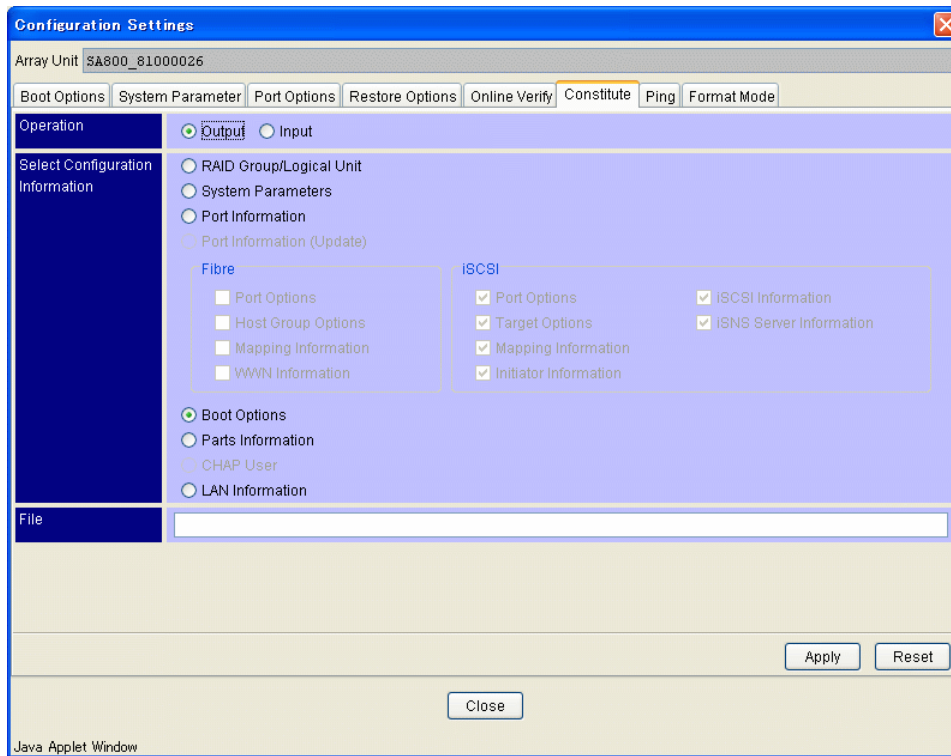 Configuration Settings
Array Unit SA800_81000026
Boot Options System Parameter Port Options Restore Options Online Verify Constitute Ping Format Mode
Operation
Output Input
Select Configuration Information
RAID Group/Logical Unit
System Parameters
Port Information
Port Information (Update)
Fibre
Port Options
Host Group Options
Mapping Information
WWN Information
iSCSI
Port Options iSCSI Information
Target Options iSNS Server Information
Mapping Information
Initiator Information
Boot Options
Parts Information
CHAP User
LAN Information
File
Apply Reset
Close
Java Applet Window